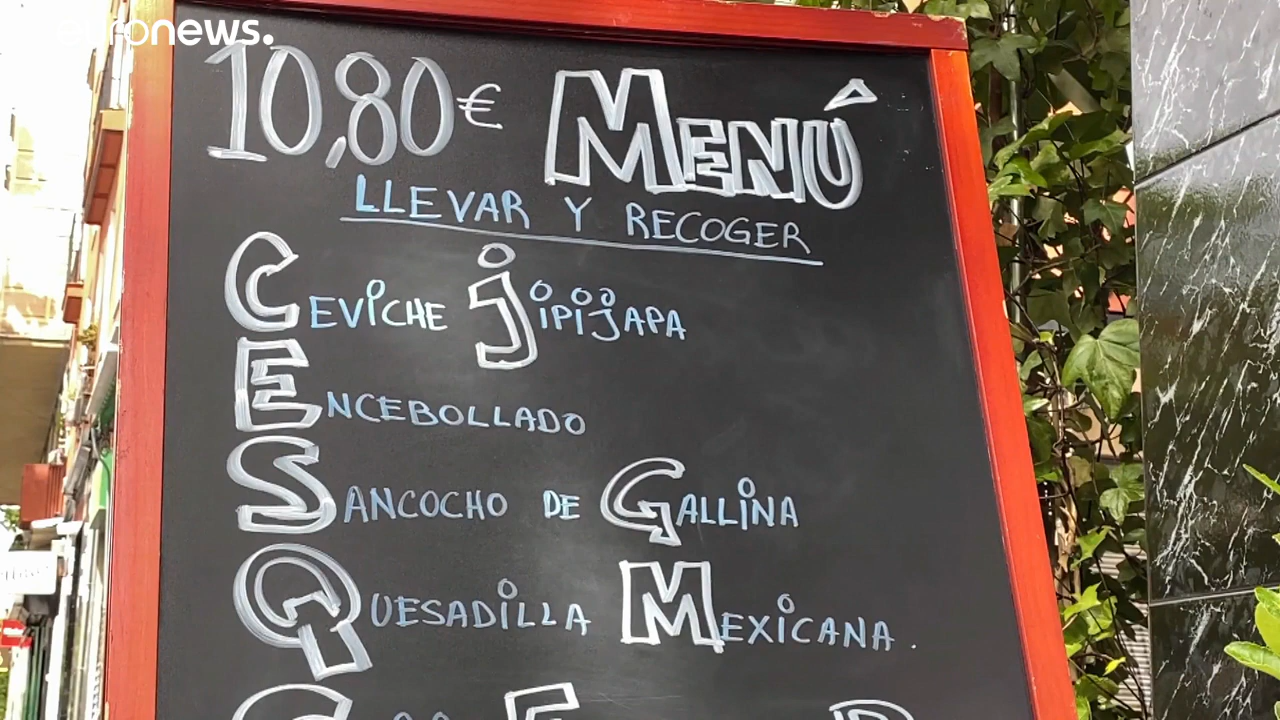 euronews.
10,80€ MENÚ
LLEVAR Y RECOGER
CEVICHE JIPIJAPA
ENCEBOLLADO
SANCOCHO DE GALLINA
QUESADILLA MEXICANA.